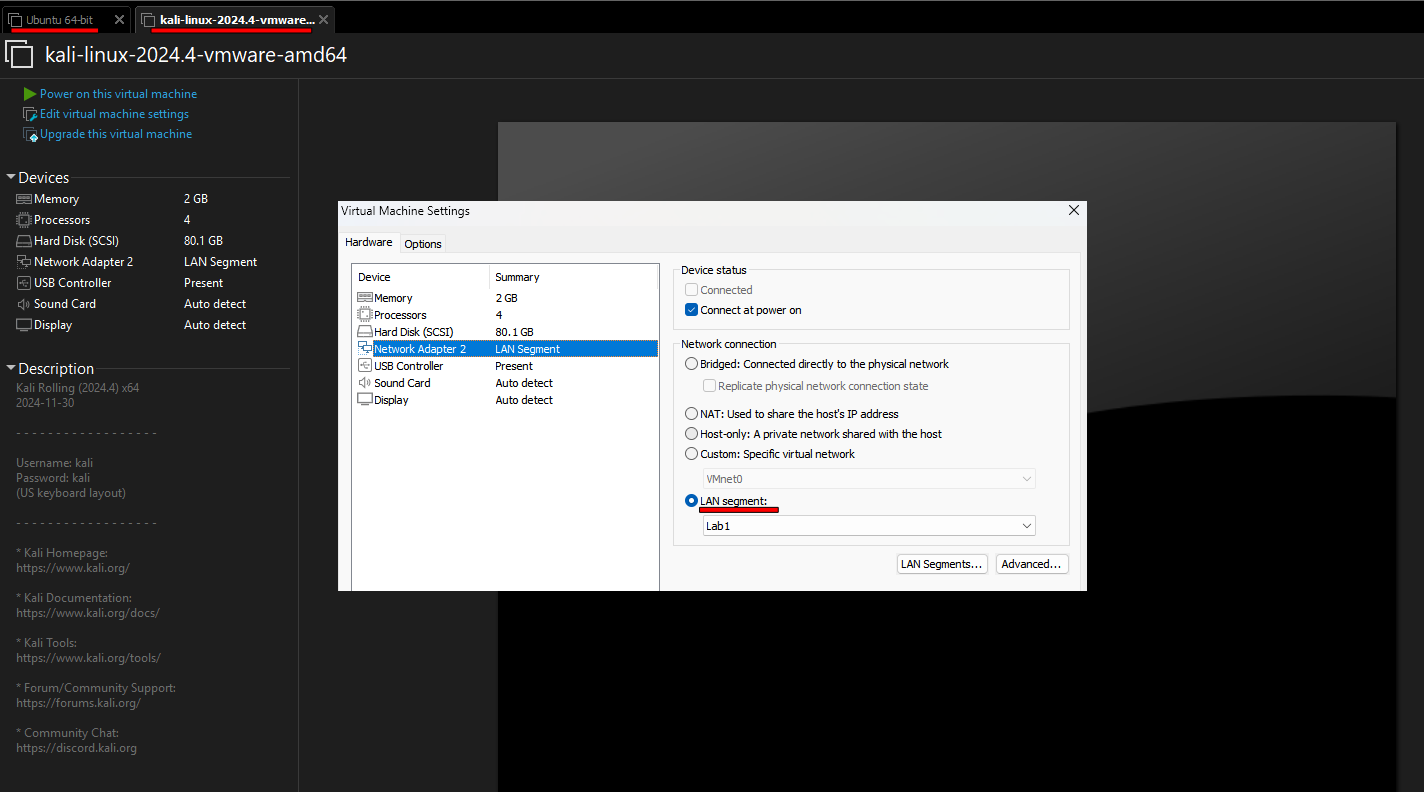 Ubuntu 64-bit
kali-linux-2024.4-vmware...
kali-linux-2024.4-vmware-amd64
Power on this virtual machine
Edit virtual machine settings
Upgrade this virtual machine
Devices
Memory 2 GB
Processors 4
Hard Disk (SCSI) 80.1 GB
Network Adapter 2 LAN Segment
USB Controller Present
Sound Card Auto detect
Display Auto detect
Description
Kali Rolling (2024.4) x64
2024-11-30
- - - - - - - - - - - - - - - - - -
Username: kali
Password: kali
(US keyboard layout)
- - - - - - - - - - - - - - - - - -
* Kali Homepage:
https://www.kali.org/
* Kali Documentation:
https://www.kali.org/docs/
* Kali Tools:
https://www.kali.org/tools/
* Forum/Community Support:
https://forums.kali.org/
* Community Chat:
https://discord.kali.org
Virtual Machine Settings
Hardware Options
Device Summary
Memory 2 GB
Processors 4
Hard Disk (SCSI) 80.1 GB
Network Adapter 2 LAN Segment
USB Controller Present
Sound Card Auto detect
Display Auto detect
Device status
Connected
Connect at power on
Network connection
Bridged: Connected directly to the physical network
Replicate physical network connection state
NAT: Used to share the host's IP address
Host-only: A private network shared with the host
Custom: Specific virtual network
VMnet0
LAN segment:
Lab1
LAN Segments... Advanced...